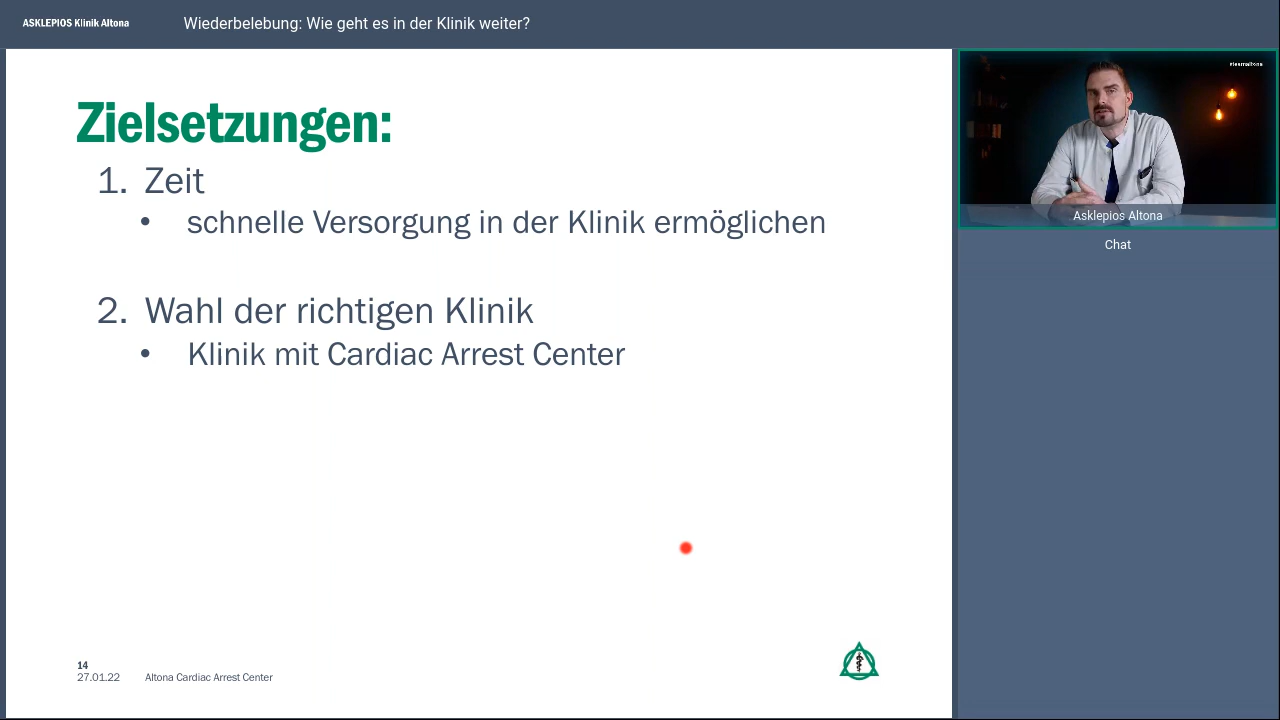 ASKLEPIOS Klinik Altona
Wiederbelebung: Wie geht es in der Klinik weiter?
Zielsetzungen:
1. Zeit
• schnelle Versorgung in der Klinik ermöglichen
2. Wahl der richtigen Klinik
• Klinik mit Cardiac Arrest Center
14
27.01.22 Altona Cardiac Arrest Center
#teamaltona
Asklepios Altona
Chat